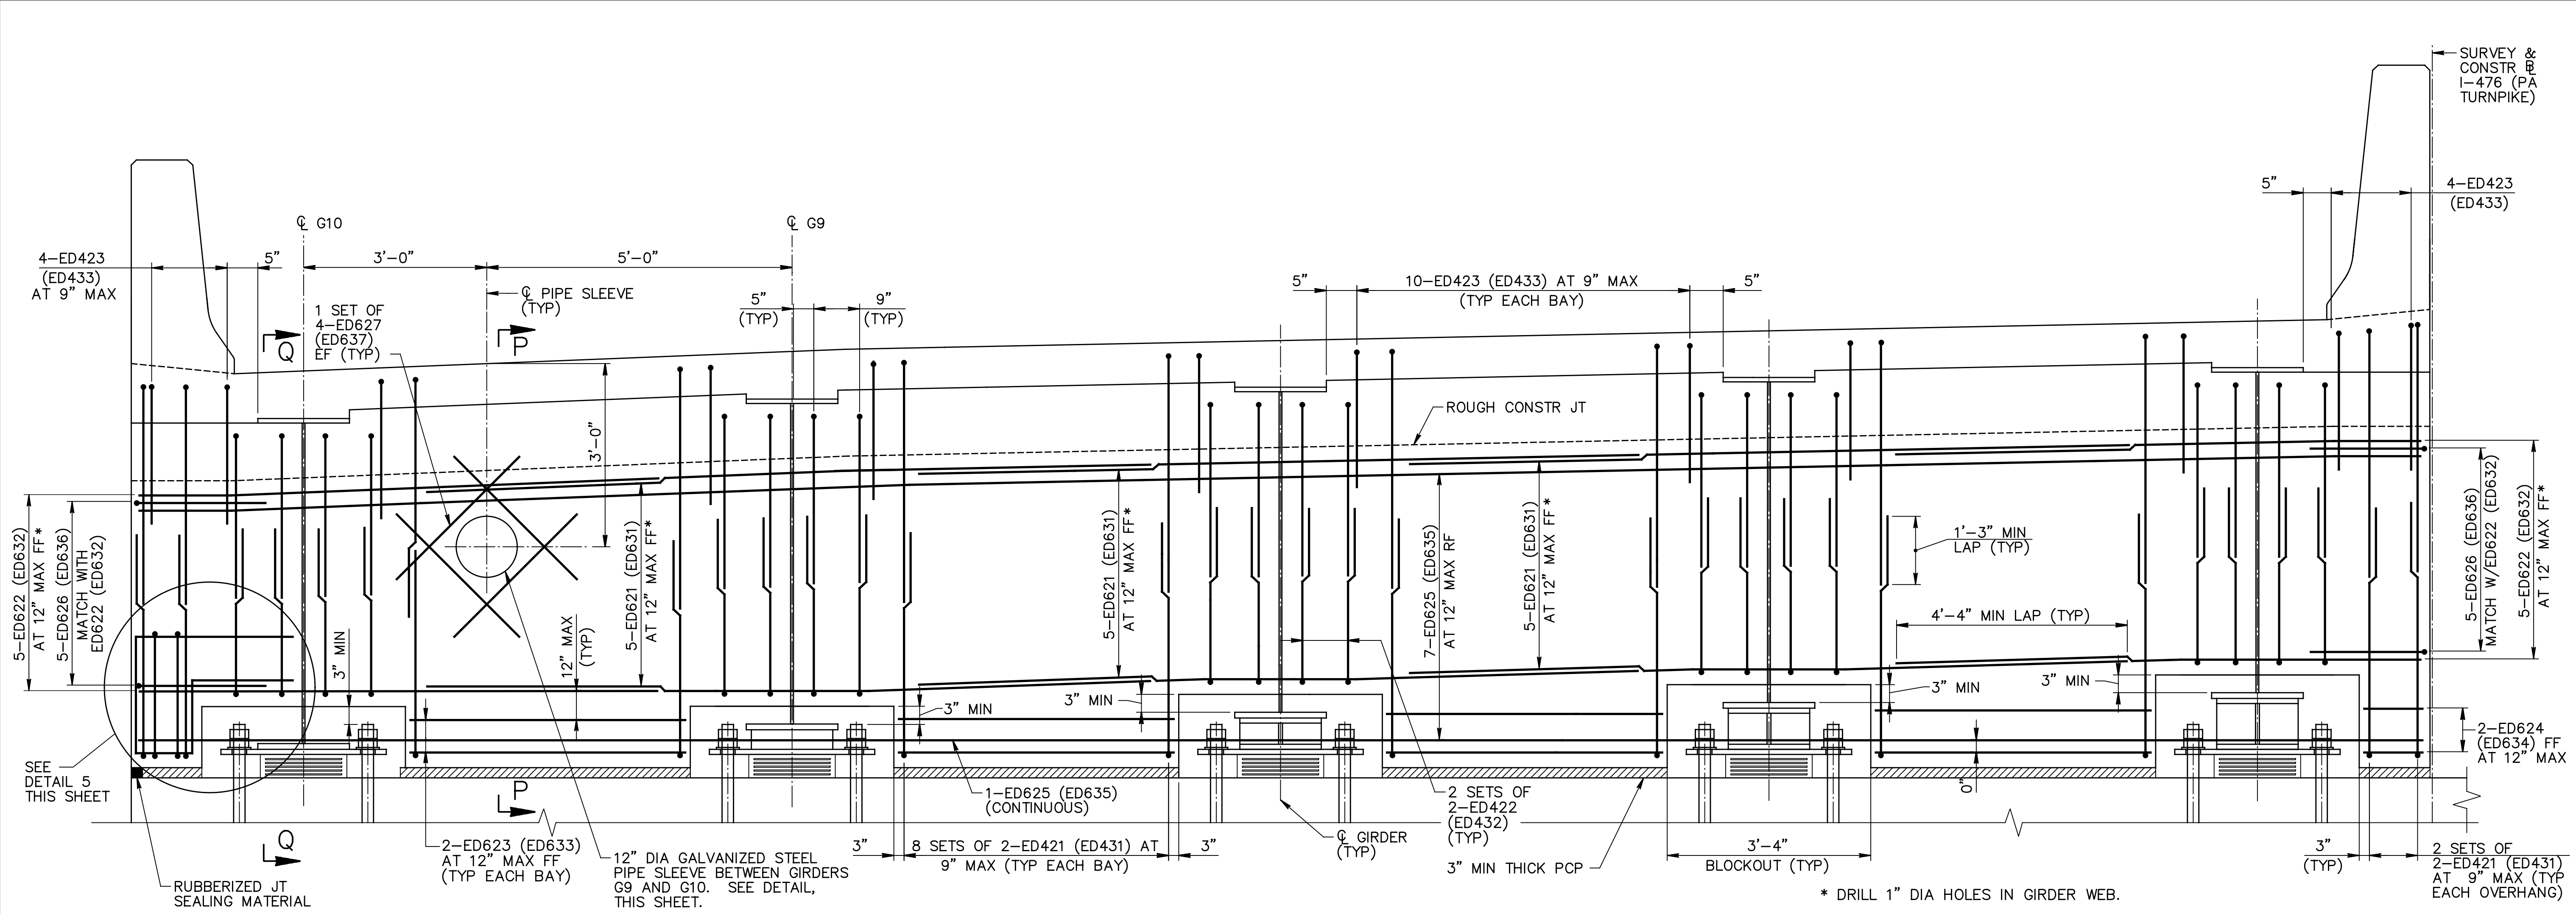 SURVEY &
CONSTR BL
I-476 (PA
TURNPIKE)
5"
4-ED423
(ED433)
℄ G10
℄ G9
4-ED423
(ED433)
AT 9" MAX
5"
3'-0"
5'-0"
℄ PIPE SLEEVE
(TYP)
1 SET OF
4-ED627
(ED637)
EF (TYP)
5"
(TYP)
9"
(TYP)
5"
10-ED423 (ED433) AT 9" MAX
(TYP EACH BAY)
5"
Q
P
3'-0"
ROUGH CONSTR JT
5-ED622 (ED632)
AT 12" MAX FF*
5-ED626 (ED636)
MATCH WITH
ED622 (ED632)
3" MIN
12" MAX
(TYP)
5-ED621 (ED631)
AT 12" MAX FF*
5-ED621 (ED631)
AT 12" MAX FF*
7-ED625 (ED635)
AT 12" MAX RF
5-ED621 (ED631)
AT 12" MAX FF*
1'-3" MIN
LAP (TYP)
4'-4" MIN LAP (TYP)
5-ED626 (ED636)
MATCH W/ED622 (ED632)
5-ED622 (ED632)
AT 12" MAX FF*
3" MIN
3" MIN
3" MIN
3" MIN
SEE
DETAIL 5
THIS SHEET
2-ED624
(ED634) FF
AT 12" MAX
0"
P
Q
1-ED625 (ED635)
(CONTINUOUS)
2 SETS OF
2-ED422
(ED432)
(TYP)
℄ GIRDER
(TYP)
2-ED623 (ED633)
AT 12" MAX FF
(TYP EACH BAY)
12" DIA GALVANIZED STEEL
PIPE SLEEVE BETWEEN GIRDERS
G9 AND G10. SEE DETAIL,
THIS SHEET.
3"
8 SETS OF 2-ED421 (ED431) AT
9" MAX (TYP EACH BAY)
3"
3" MIN THICK PCP
3'-4"
BLOCKOUT (TYP)
3"
(TYP)
2 SETS OF
2-ED421 (ED431)
AT 9" MAX (TYP
EACH OVERHANG)
RUBBERIZED JT
SEALING MATERIAL
* DRILL 1" DIA HOLES IN GIRDER WEB.